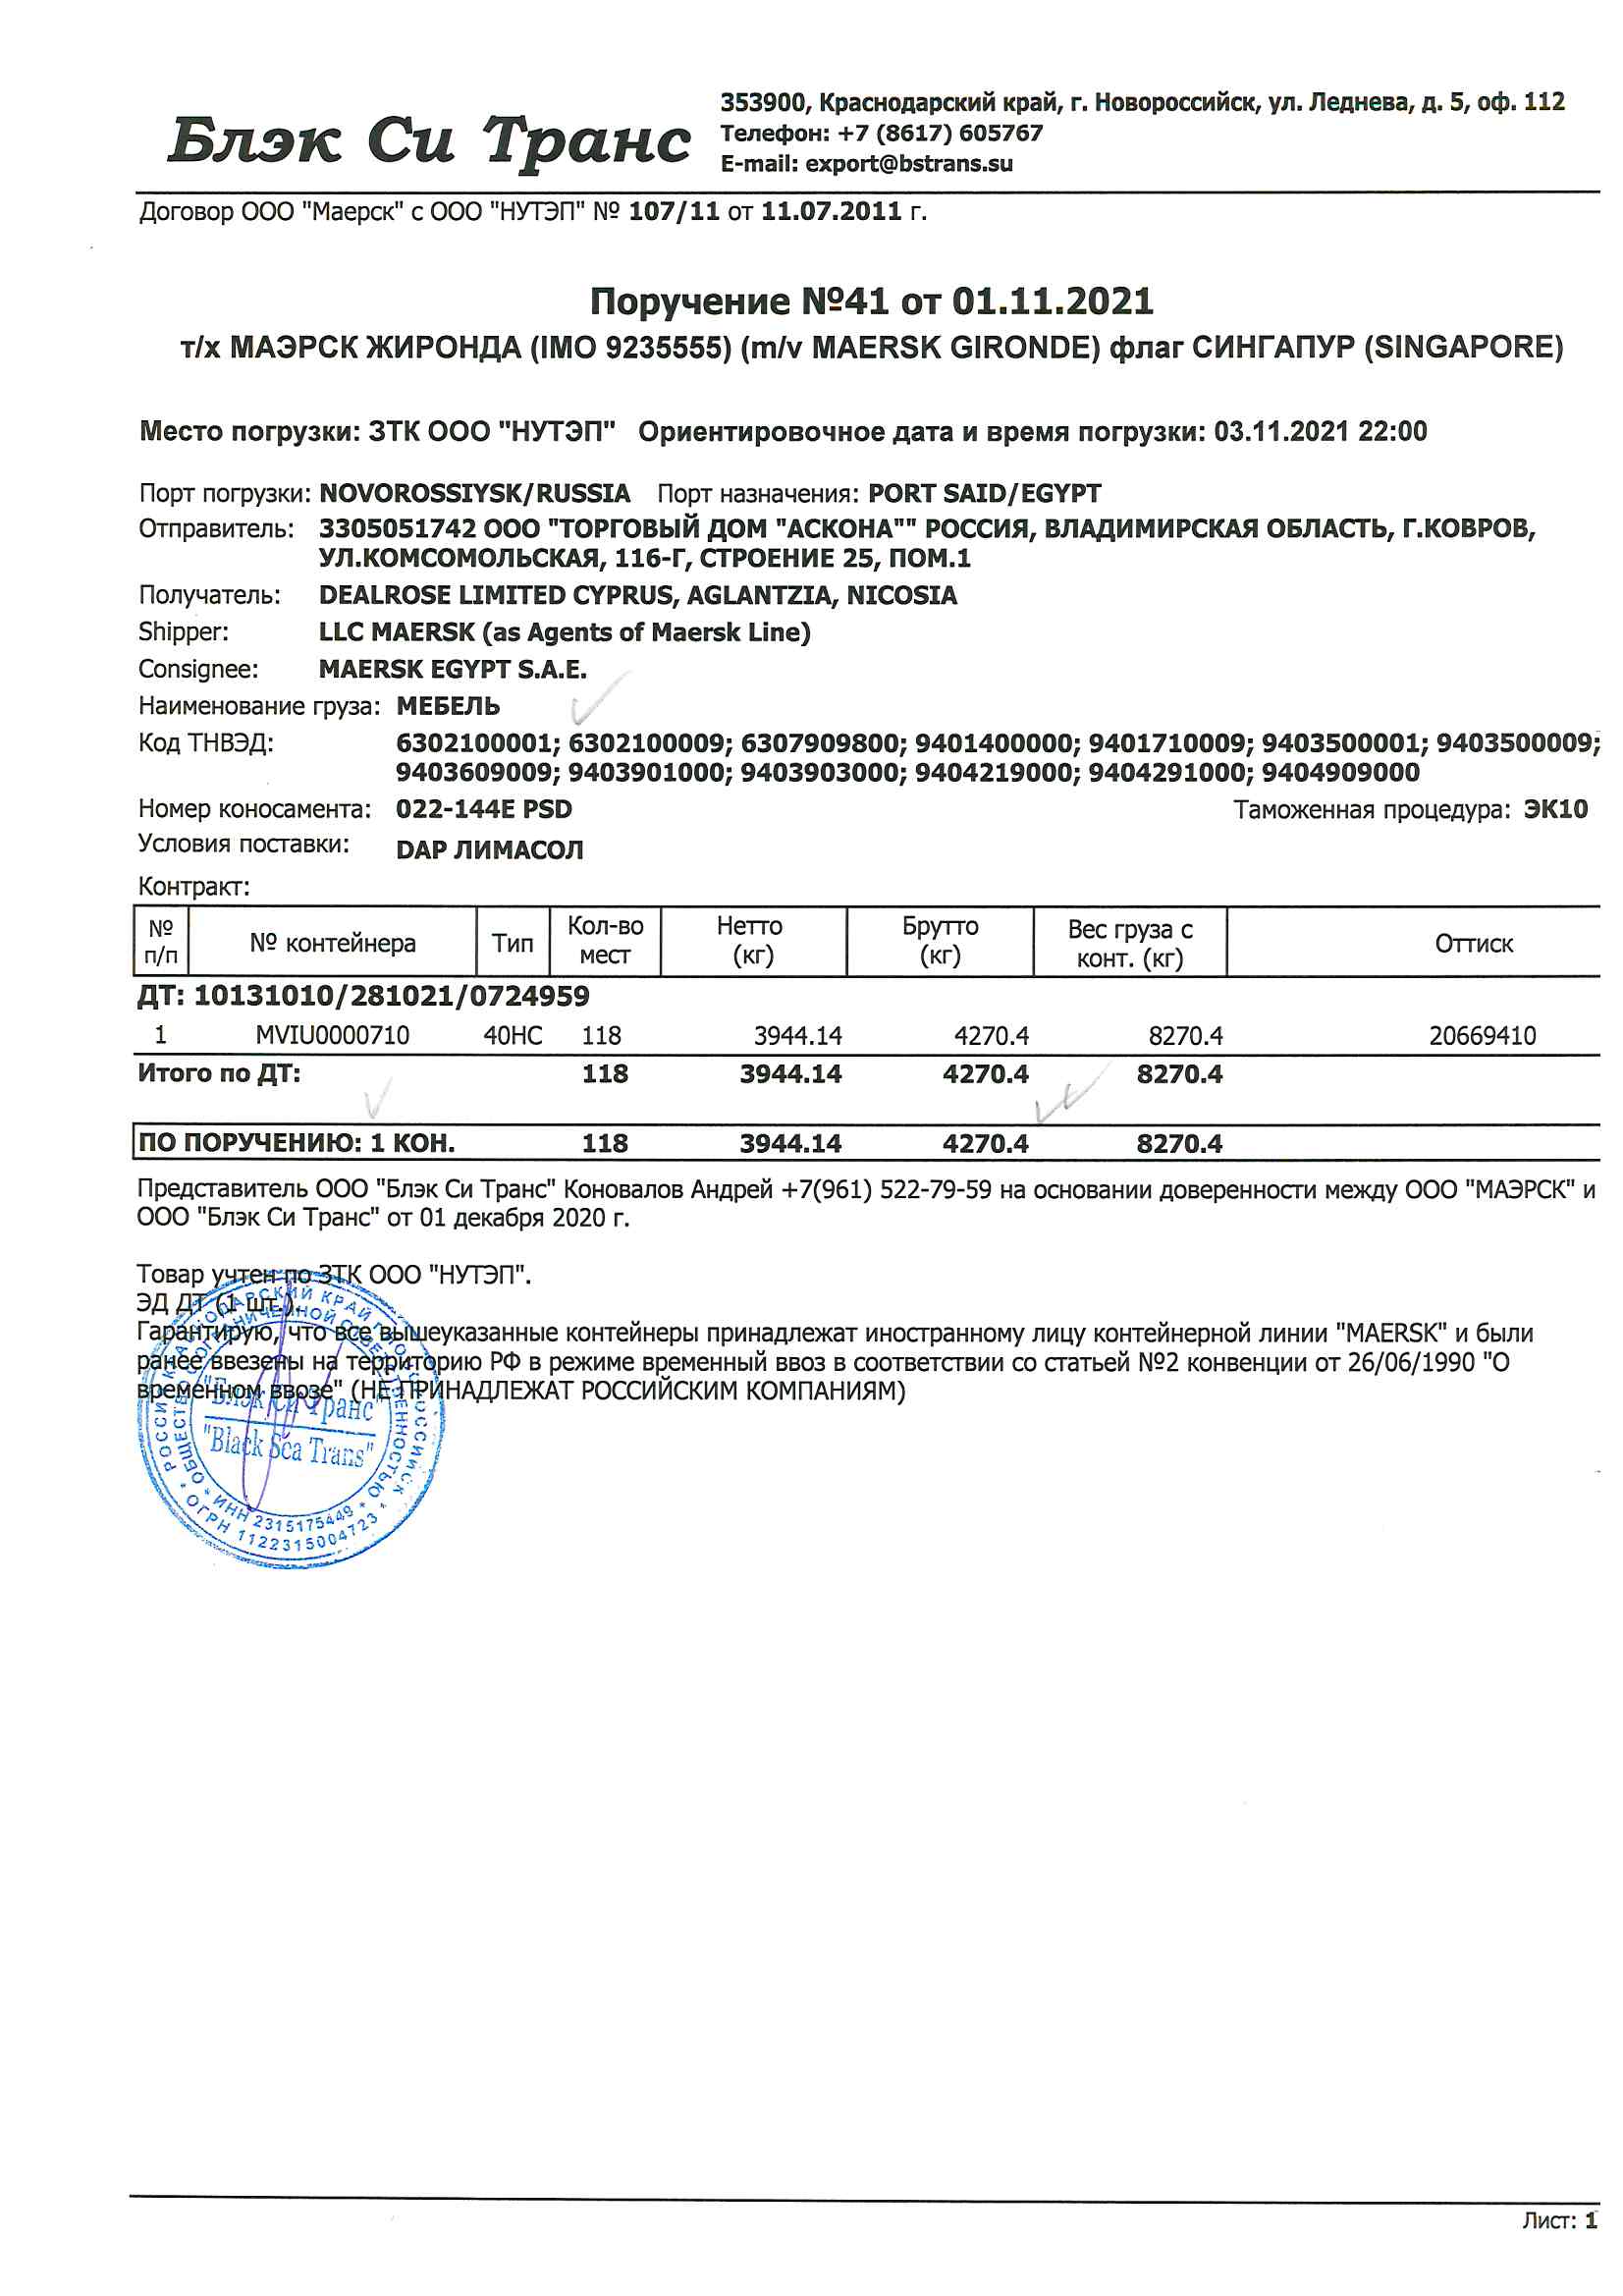 Блэк Си Транс
353900, Краснодарский край, г. Новороссийск, ул. Леднева, д. 5, оф. 112
Телефон: +7 (8617) 605767
E-mail: export@bstrans.su
Договор ООО "Маерск" с ООО "НУТЭП" № 107/11 от 11.07.2011 г.
Поручение №41 от 01.11.2021
т/х МАЭРСК ЖИРОНДА (IMO 9235555) (m/v MAERSK GIRONDE) флаг СИНГАПУР (SINGAPORE)
Место погрузки: ЗТК ООО "НУТЭП" Ориентировочное дата и время погрузки: 03.11.2021 22:00
Порт погрузки: NOVOROSSIYSK/RUSSIA Порт назначения: PORT SAID/EGYPT
Отправитель: 3305051742 ООО "ТОРГОВЫЙ ДОМ "АСКОНА"" РОССИЯ, ВЛАДИМИРСКАЯ ОБЛАСТЬ, Г.КОВРОВ,
УЛ.КОМСОМОЛЬСКАЯ, 116-Г, СТРОЕНИЕ 25, ПОМ.1
Получатель: DEALROSE LIMITED CYPRUS, AGLANTZIA, NICOSIA
Shipper: LLC MAERSK (as Agents of Maersk Line)
Consignee: MAERSK EGYPT S.A.E.
Наименование груза: МЕБЕЛЬ
Код ТНВЭД: 6302100001; 6302100009; 6307909800; 9401400000; 9401710009; 9403500001; 9403500009;
9403609009; 9403901000; 9403903000; 9404219000; 9404291000; 9404909000
Номер коносамента: 022-144E PSD Таможенная процедура: ЭК10
Условия поставки: DAP ЛИМАСОЛ
Контракт:
№ п/п № контейнера Тип Кол-во мест Нетто (кг) Брутто (кг) Вес груза с конт. (кг) Оттиск
ДТ: 10131010/281021/0724959
1 MVIU0000710 40HC 118 3944.14 4270.4 8270.4 20669410
Итого по ДТ: 118 3944.14 4270.4 8270.4
ПО ПОРУЧЕНИЮ: 1 КОН. 118 3944.14 4270.4 8270.4
Представитель ООО "Блэк Си Транс" Коновалов Андрей +7(961) 522-79-59 на основании доверенности между ООО "МАЭРСК" и
ООО "Блэк Си Транс" от 01 декабря 2020 г.
Товар учтен по ЗТК ООО "НУТЭП".
ЭД ДТ (1 шт.).
Гарантирую, что все вышеуказанные контейнеры принадлежат иностранному лицу контейнерной линии "MAERSK" и были
ранее ввезены на территорию РФ в режиме временный ввоз в соответствии со статьей №2 конвенции от 26/06/1990 "О
временном ввозе" (НЕ ПРИНАДЛЕЖАТ РОССИЙСКИМ КОМПАНИЯМ)
"Блэк Си Транс"
"Black Sea Trans"
ИНН 2315175449
ОГРН 1122315004723
Лист: 1